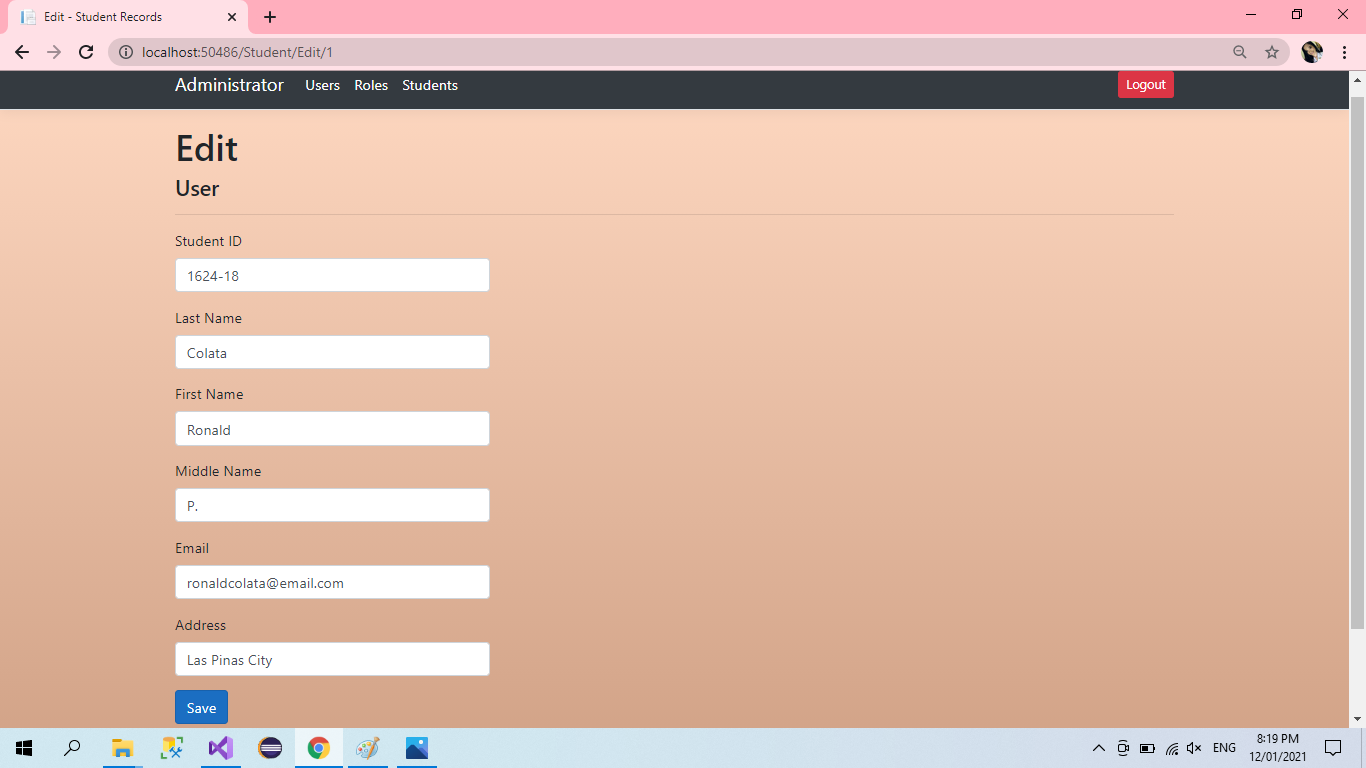 Edit - Student Records
localhost:50486/Student/Edit/1
Administrator Users Roles Students Logout
Edit
User
Student ID
1624-18
Last Name
Colata
First Name
Ronald
Middle Name
P.
Email
ronaldcolata@email.com
Address
Las Pinas City
Save
ENG
8:19 PM
12/01/2021